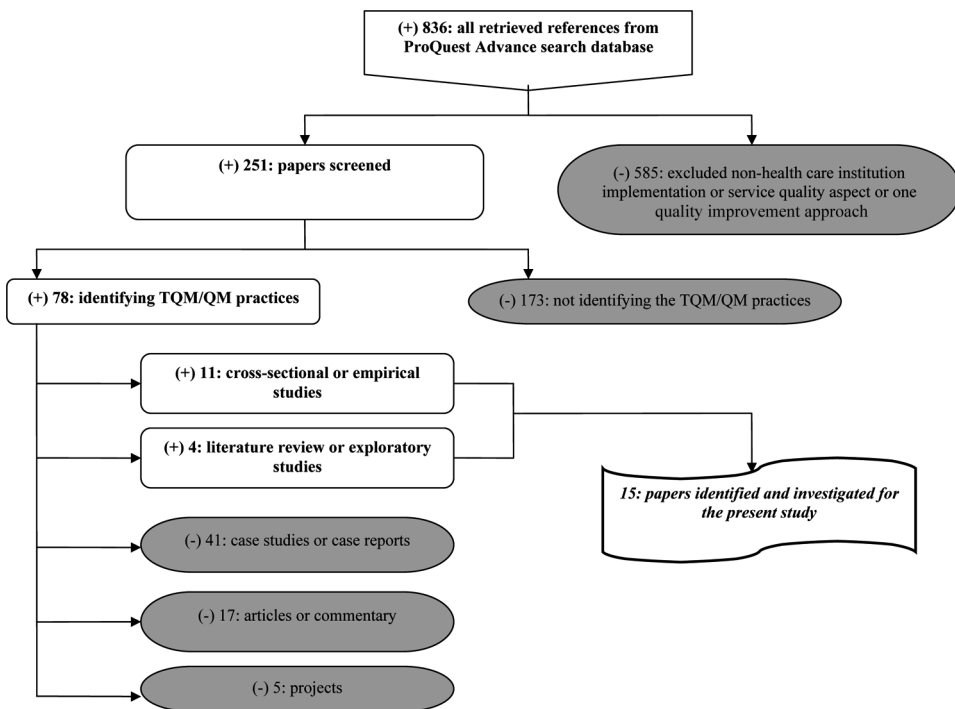 (+) 836: all retrieved references from
ProQuest Advance search database
(+) 251: papers screened
(-) 585: excluded non-health care institution
implementation or service quality aspect or one
quality improvement approach
(+) 78: identifying TQM/QM practices
(-) 173: not identifying the TQM/QM practices
(+) 11: cross-sectional or empirical
studies
(+) 4: literature review or exploratory
studies
15: papers identified and investigated for
the present study
(-) 41: case studies or case reports
(-) 17: articles or commentary
(-) 5: projects